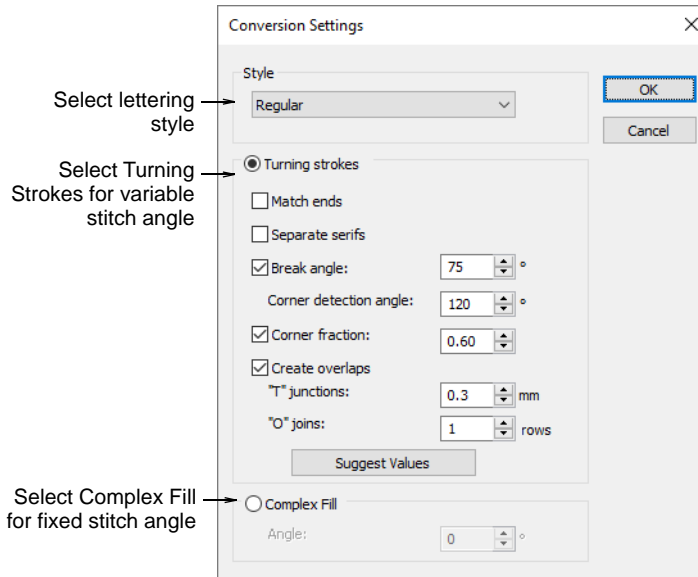 Conversion Settings
Style
Select lettering
style
Regular
OK
Cancel
Select Turning
Strokes for variable
stitch angle
Turning strokes
Match ends
Separate serifs
Break angle: 75 °
Corner detection angle: 120 °
Corner fraction: 0.60
Create overlaps
"T" junctions: 0.3 mm
"O" joins: 1 rows
Suggest Values
Select Complex Fill
for fixed stitch angle
Complex Fill
Angle: 0 °